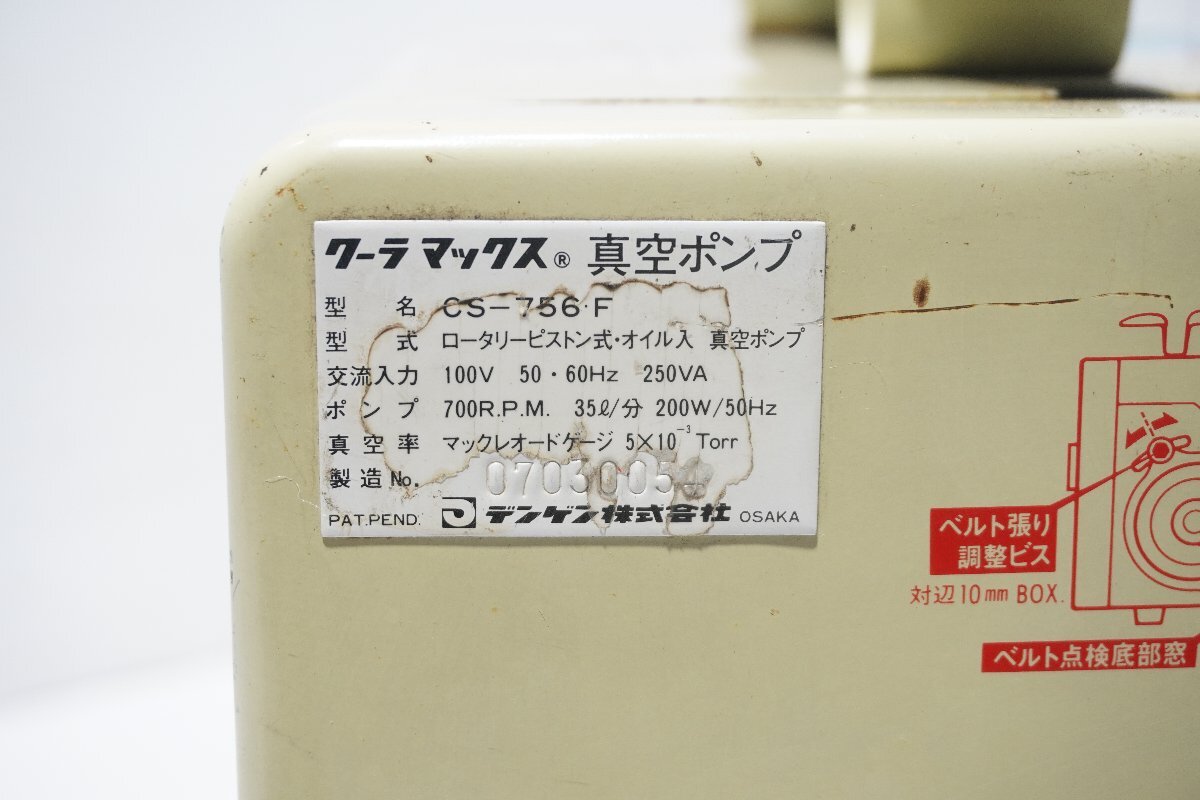 クーラマックス® 真空ポンプ
型名 CS-756F
型式 ロータリーピストン式・オイル入 真空ポンプ
交流入力 100V 50・60Hz 250VA
ポンプ 700R.P.M. 35ℓ/分 200W/50Hz
真空率 マックレオードゲージ 5×10⁻³ Torr
製造No. 0703005
PAT.PEND. デンゲン株式会社 OSAKA
ベルト張り
調整ビス
対辺10mm BOX.
ベルト点検底部窓